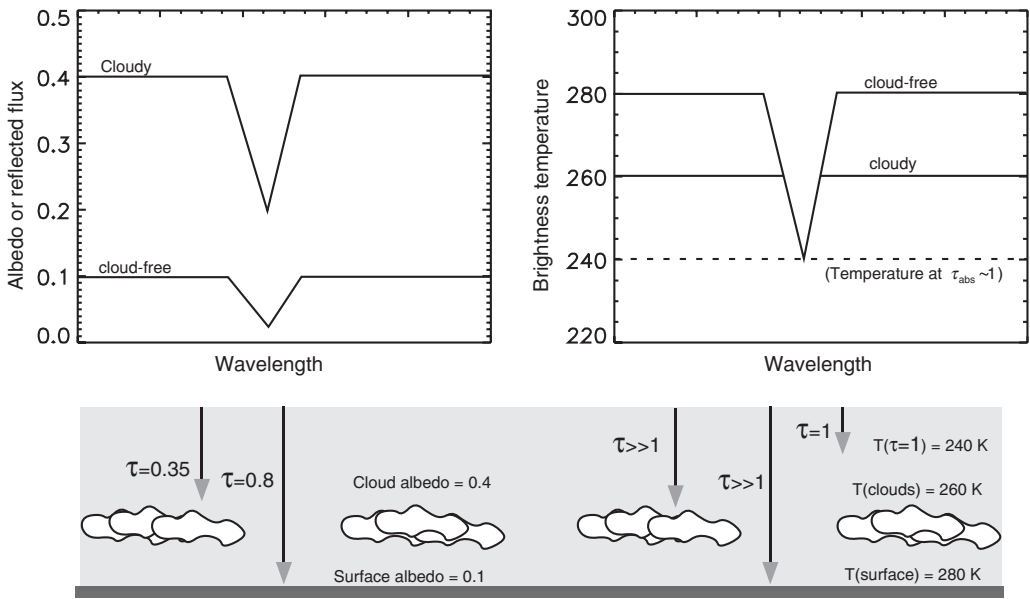 Albedo or reflected flux
0.5
0.4
0.3
0.2
0.1
0.0
Cloudy
cloud-free
Wavelength
Brightness temperature
300
280
260
240
220
cloud-free
cloudy
(Temperature at τabs ~1)
Wavelength
τ=0.35
τ=0.8
Cloud albedo = 0.4
Surface albedo = 0.1
τ>>1
τ>>1
τ=1
T(τ=1) = 240 K
T(clouds) = 260 K
T(surface) = 280 K